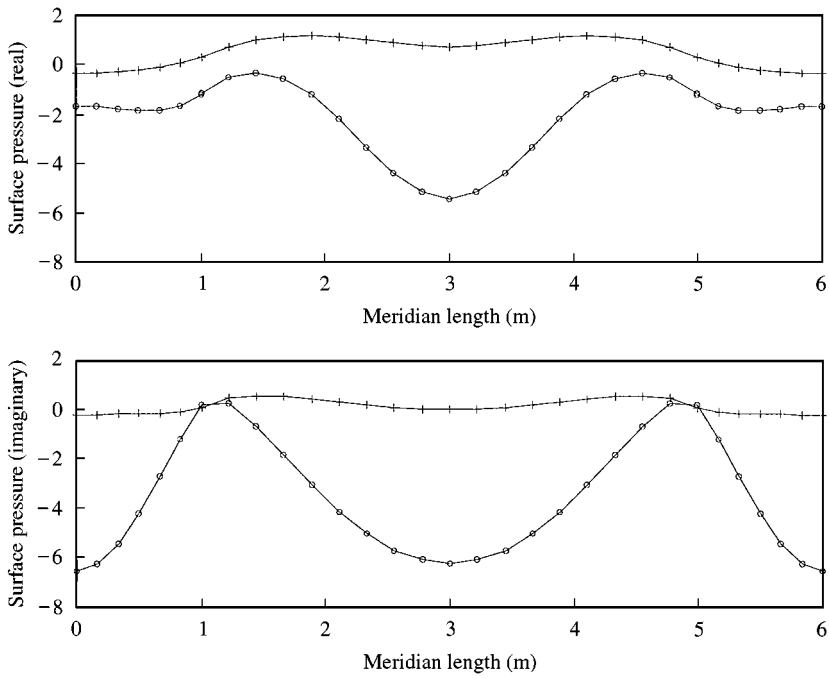 2
0
−2
−4
−6
−8
Surface pressure (real)
0 1 2 3 4 5 6
Meridian length (m)
2
0
−2
−4
−6
−8
Surface pressure (imaginary)
0 1 2 3 4 5 6
Meridian length (m)